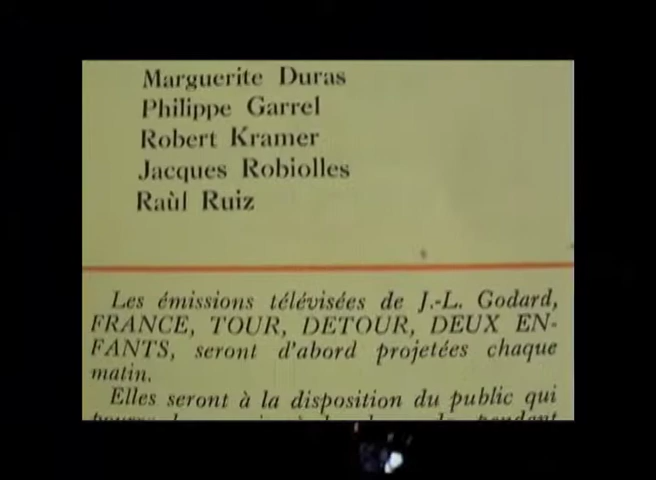 Marguerite Duras
Philippe Garrel
Robert Kramer
Jacques Robiolles
Raùl Ruiz
Les émissions télévisées de J.-L. Godard,
FRANCE, TOUR, DETOUR, DEUX EN-
FANTS, seront d'abord projetées chaque
matin.
Elles seront à la disposition du public qui
pendant